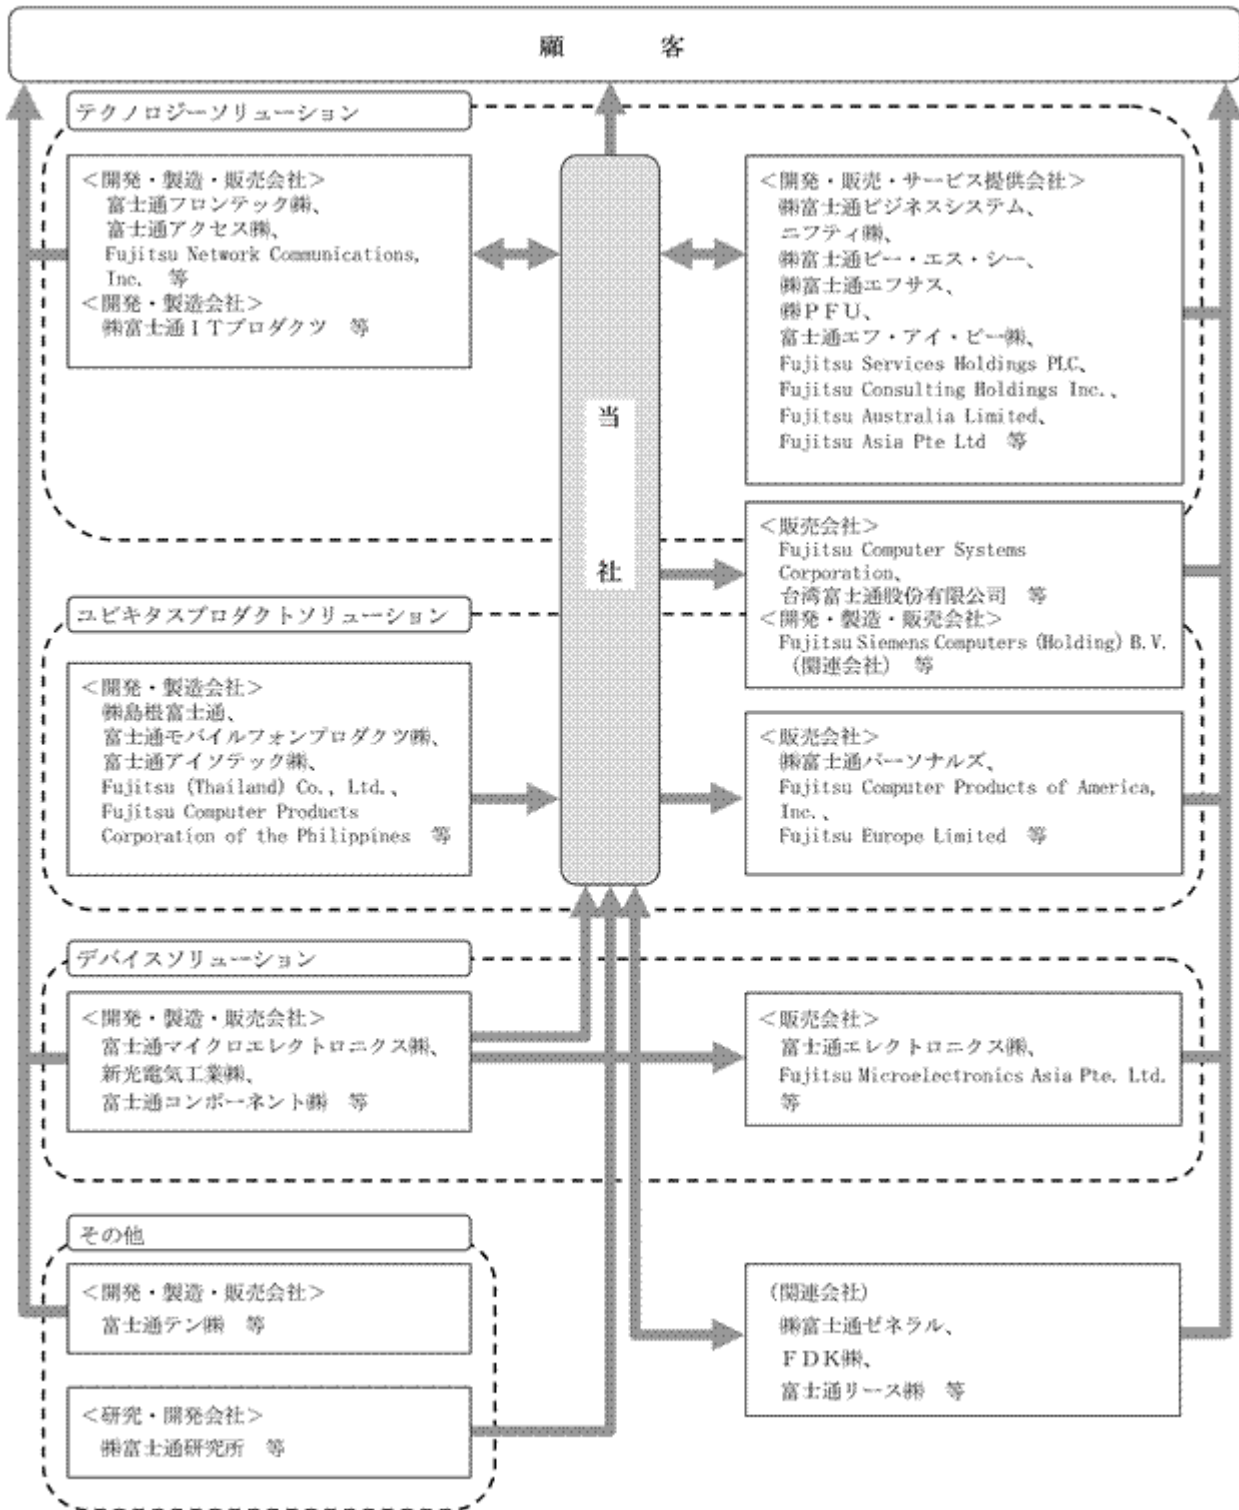 顧　客
テクノロジーソリューション
＜開発・製造・販売会社＞
富士通フロンテック㈱、
富士通アクセス㈱、
Fujitsu Network Communications,
Inc.　等
＜開発・製造会社＞
㈱富士通ＩＴプロダクツ　等
当
社
＜開発・販売・サービス提供会社＞
㈱富士通ビジネスシステム、
ニフティ㈱、
㈱富士通ビー・エス・シー、
㈱富士通エフサス、
㈱ＰＦＵ、
富士通エフ・アイ・ピー㈱、
Fujitsu Services Holdings PLC、
Fujitsu Consulting Holdings Inc.、
Fujitsu Australia Limited、
Fujitsu Asia Pte Ltd　等
＜販売会社＞
Fujitsu Computer Systems
Corporation、
台湾富士通股份有限公司　等
＜開発・製造・販売会社＞
Fujitsu Siemens Computers (Holding) B.V.
(関連会社)　等
ユビキタスプロダクトソリューション
＜開発・製造会社＞
㈱島根富士通、
富士通モバイルフォンプロダクツ㈱、
富士通アイソテック㈱、
Fujitsu (Thailand) Co., Ltd.、
Fujitsu Computer Products
Corporation of the Philippines　等
＜販売会社＞
㈱富士通パーソナルズ、
Fujitsu Computer Products of America,
Inc.、
Fujitsu Europe Limited　等
デバイスソリューション
＜開発・製造・販売会社＞
富士通マイクロエレクトロニクス㈱、
新光電気工業㈱、
富士通コンポーネント㈱　等
＜販売会社＞
富士通エレクトロニクス㈱、
Fujitsu Microelectronics Asia Pte. Ltd.
等
その他
＜開発・製造・販売会社＞
富士通テン㈱　等
＜研究・開発会社＞
㈱富士通研究所　等
(関連会社)
㈱富士通ゼネラル、
ＦＤＫ㈱、
富士通リース㈱　等